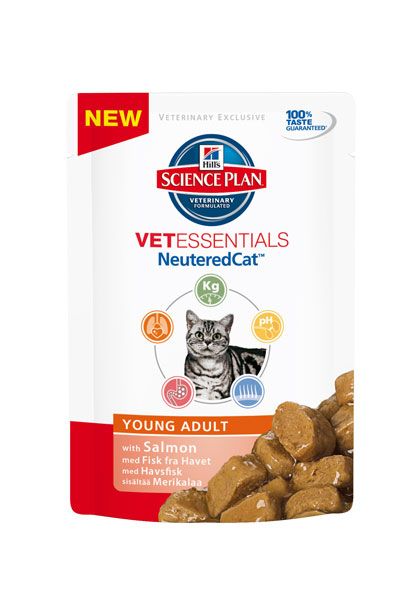 NEW
VETERINARY EXCLUSIVE
100%
TASTE
GUARANTEED*
Hill's
SCIENCE PLAN™
VETERINARY
FORMULATED
VETESSENTIALS
NeuteredCat™
Kg
pH
YOUNG ADULT
with Salmon
med Fisk fra Havet
med Havsfisk
sisältää Merikalaa